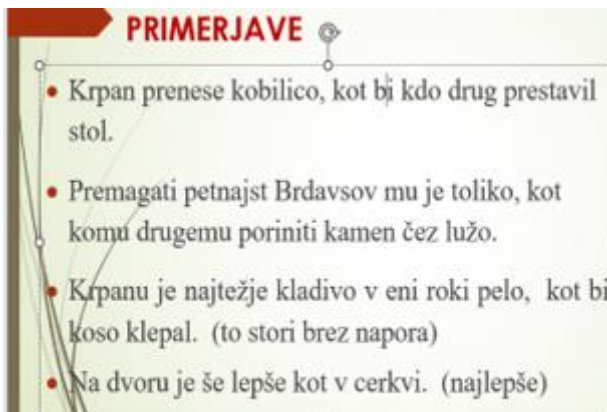 PRIMERJAVE
• Krpan prenese kobilico, kot bi kdo drug prestavil
stol.
• Premagati petnajst Brdavsov mu je toliko, kot
komu drugemu poriniti kamen čez lužo.
• Krpanu je najtežje kladivo v eni roki pelo, kot bi
koso klepal. (to stori brez napora)
• Na dvoru je še lepše kot v cerkvi. (najlepše)